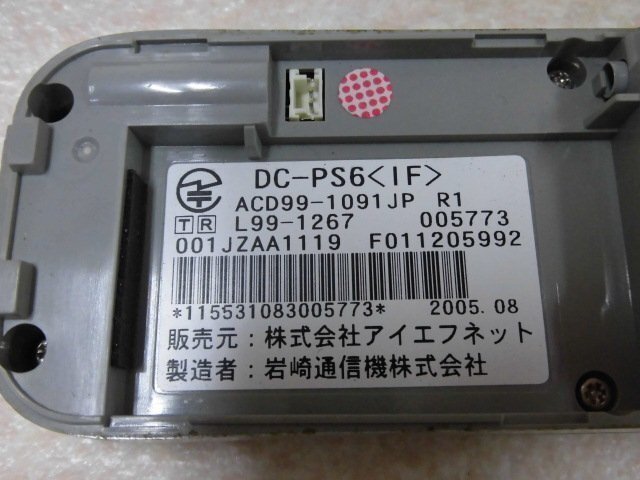 DC-PS6<IF>
ACD99-1091JP R1
T R L99-1267 005773
001JZAA1119 F011205992
*115531083005773* 2005.08
販売元:株式会社アイエフネット
製造者:岩崎通信機株式会社